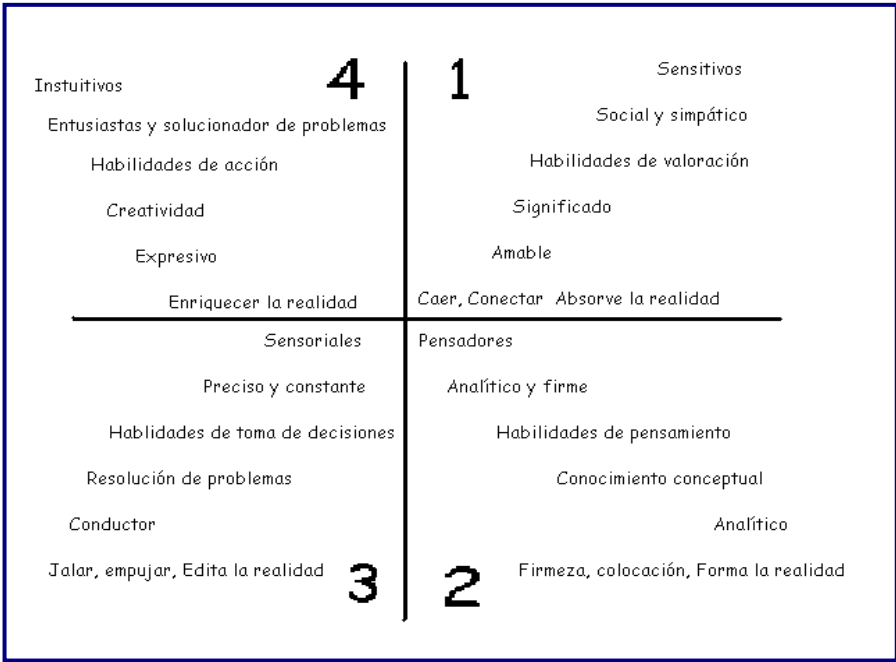 4
Instuitivos
Entusiastas y solucionador de problemas
Habilidades de acción
Creatividad
Expresivo
Enriquecer la realidad
1
Sensitivos
Social y simpático
Habilidades de valoración
Significado
Amable
Caer, Conectar Absorve la realidad
Sensoriales
Preciso y constante
Hablidades de toma de decisiones
Resolución de problemas
Conductor
Jalar, empujar, Edita la realidad
3
Pensadores
Analítico y firme
Habilidades de pensamiento
Conocimiento conceptual
Analítico
2
Firmeza, colocación, Forma la realidad